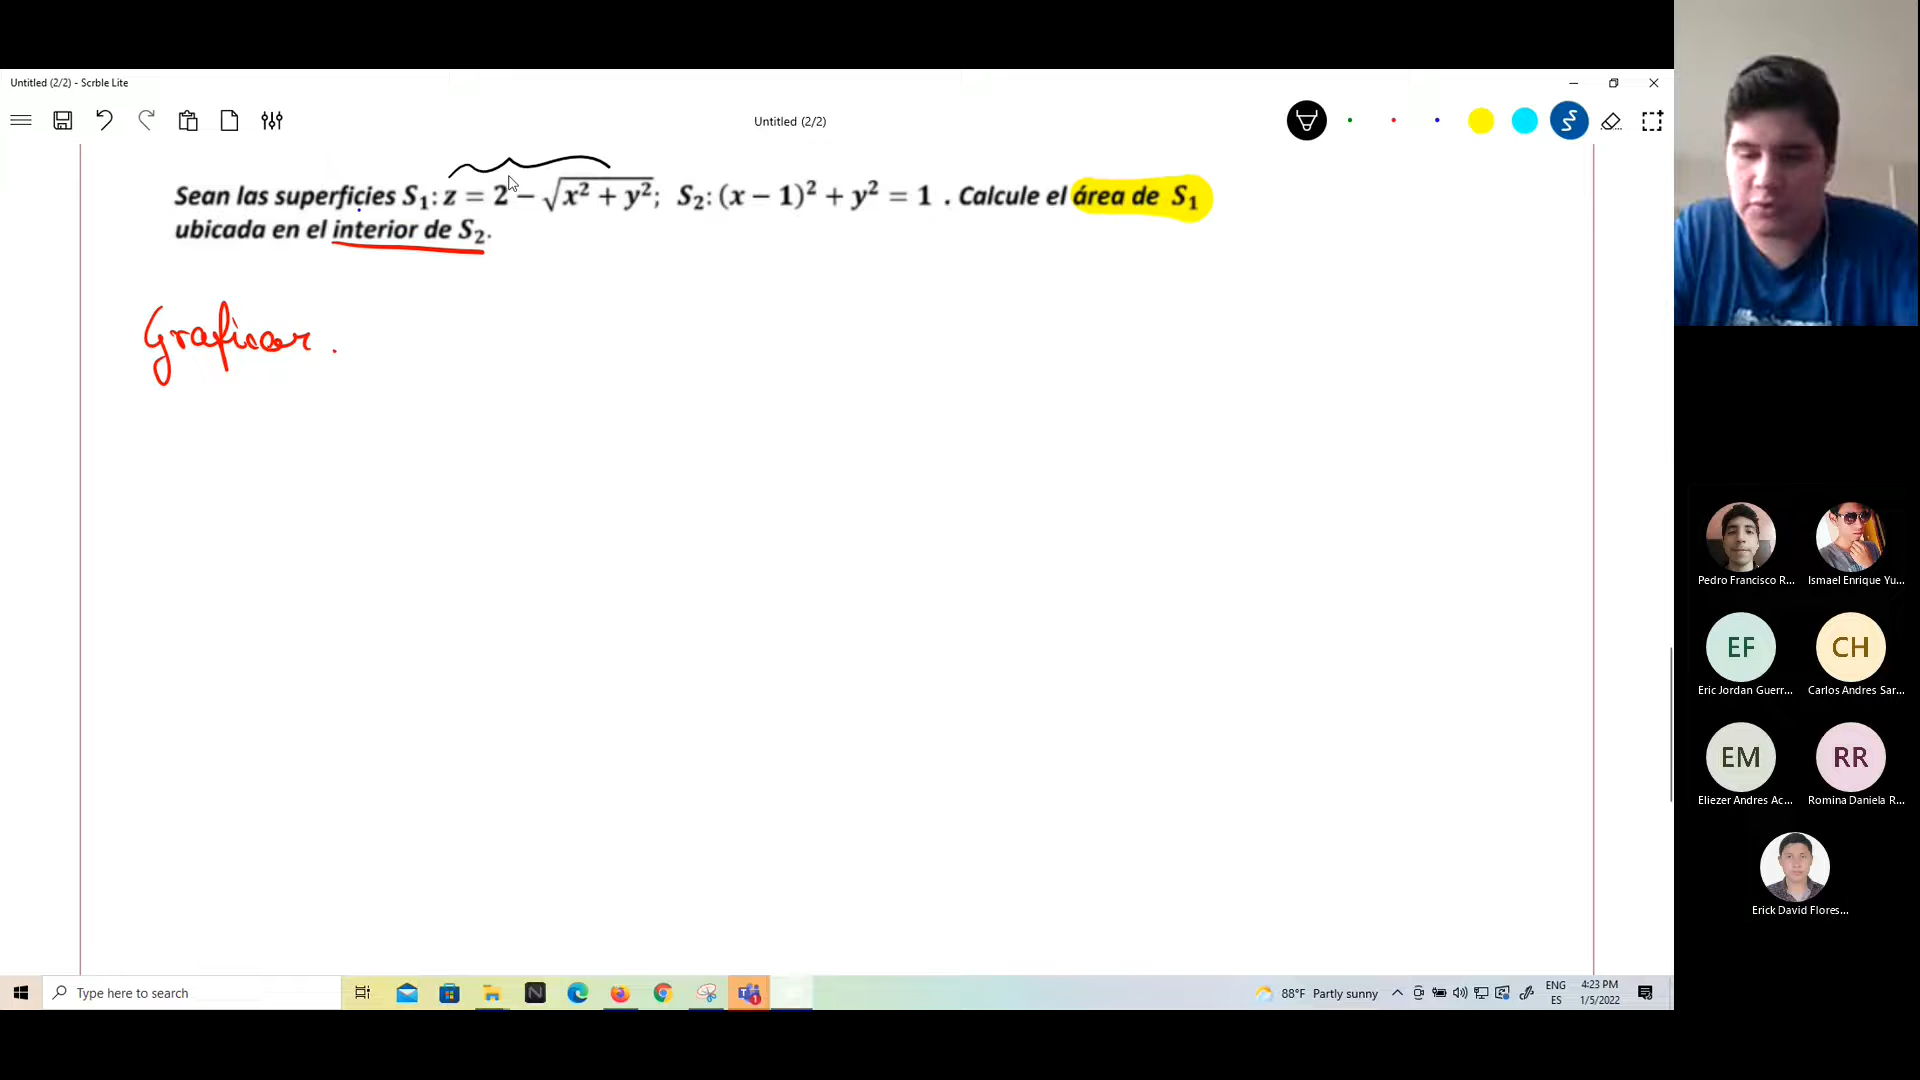 Untitled (2/2) - Scrble Lite
Untitled (2/2)
Sean las superficies S₁: z = 2 − √(x² + y²); S₂: (x − 1)² + y² = 1 . Calcule el área de S₁
ubicada en el interior de S₂.
Graficar.
Pedro Francisco R...
Ismael Enrique Yu...
EF
CH
Eric Jordan Guerr...
Carlos Andres Sar...
EM
RR
Eliezer Andres Ac...
Romina Daniela R...
Erick David Flores...
Type here to search
N
1
88°F Partly sunny
ENG
ES
4:23 PM
1/5/2022